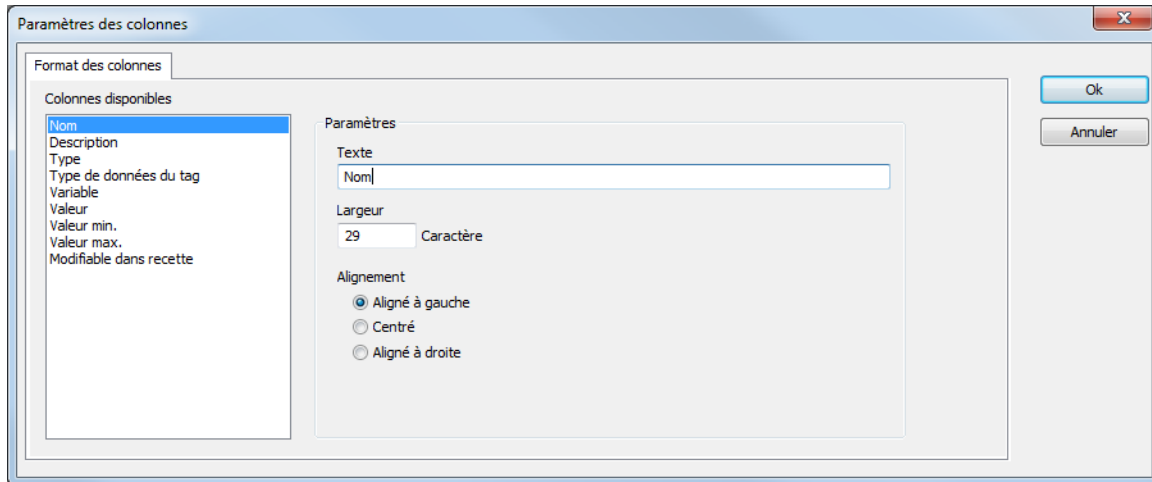 Paramètres des colonnes
Format des colonnes
Colonnes disponibles
Nom
Description
Type
Type de données du tag
Variable
Valeur
Valeur min.
Valeur max.
Modifiable dans recette
Paramètres
Texte
Nom
Largeur
29 Caractère
Alignement
Aligné à gauche
Centré
Aligné à droite
Ok
Annuler